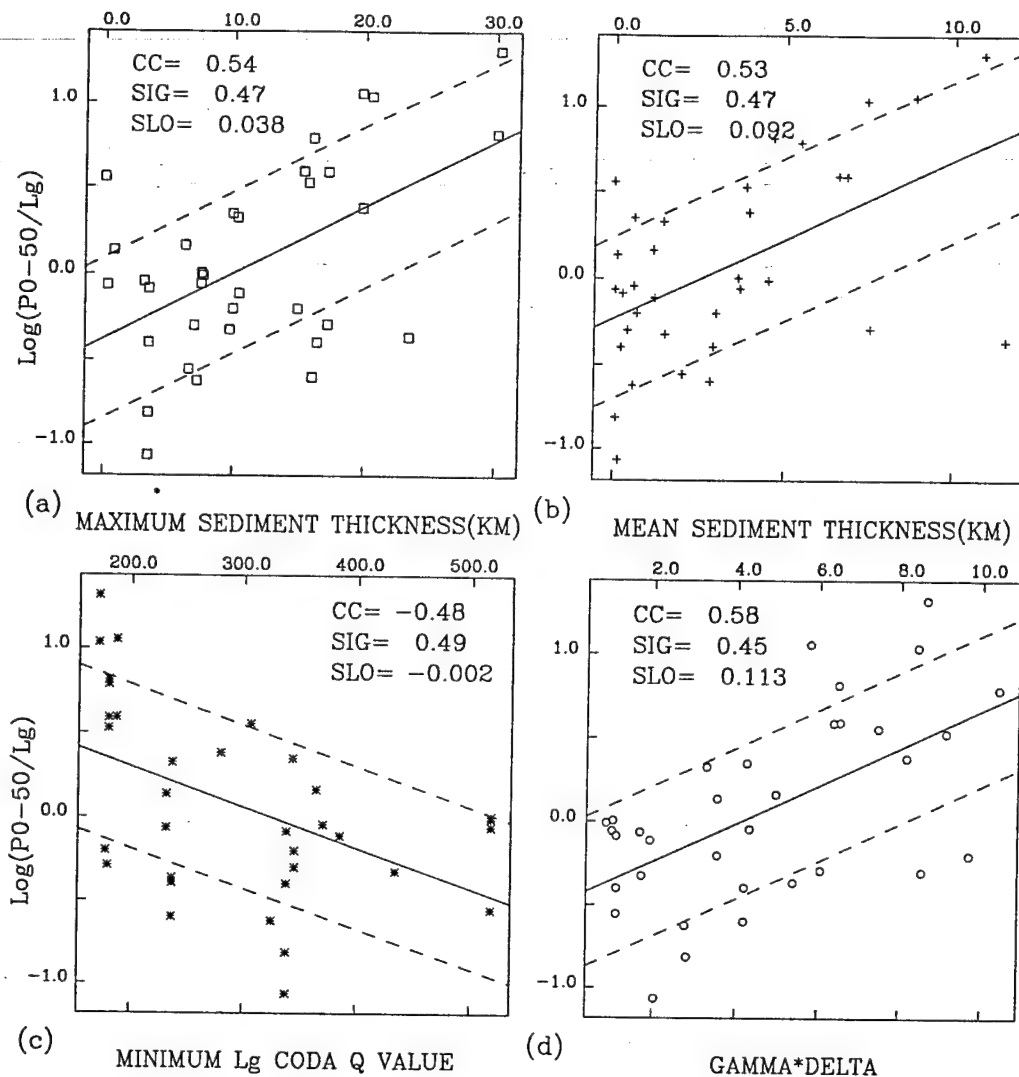 0.0 10.0 20.0 30.0
CC= 0.54
SIG= 0.47
SLO= 0.038
1.0
0.0
-1.0
Log(P0-50/Lg)
(a)
MAXIMUM SEDIMENT THICKNESS(KM)
0.0 5.0 10.0
CC= 0.53
SIG= 0.47
SLO= 0.092
1.0
0.0
-1.0
(b)
MEAN SEDIMENT THICKNESS(KM)
200.0 300.0 400.0 500.0
CC= -0.48
SIG= 0.49
SLO= -0.002
1.0
0.0
-1.0
Log(P0-50/Lg)
(c)
MINIMUM Lg CODA Q VALUE
2.0 4.0 6.0 8.0 10.0
CC= 0.58
SIG= 0.45
SLO= 0.113
1.0
0.0
-1.0
(d)
GAMMA*DELTA